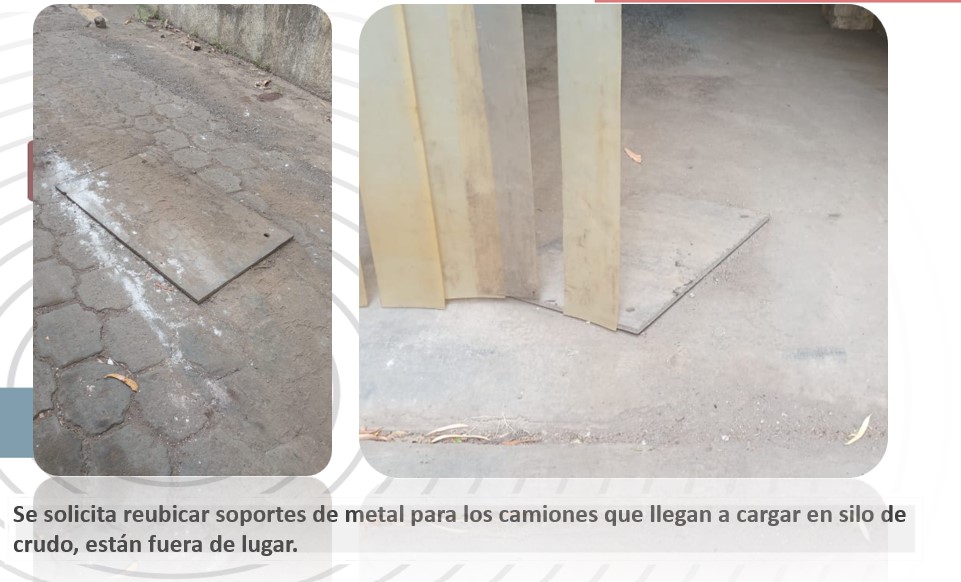 Se solicita reubicar soportes de metal para los camiones que llegan a cargar en silo de
crudo, están fuera de lugar.